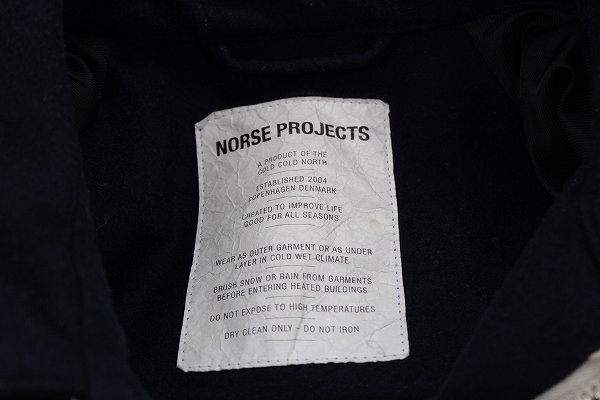 NORSE PROJECTS
A PRODUCT OF THE
COLD COLD NORTH
ESTABLISHED 2004
COPENHAGEN DENMARK
CREATED TO IMPROVE LIFE
GOOD FOR ALL SEASONS
WEAR AS OUTER GARMENT OR AS UNDER
LAYER IN COLD WET CLIMATE
BRUSH SNOW OR RAIN FROM GARMENTS
BEFORE ENTERING HEATED BUILDINGS
DO NOT EXPOSE TO HIGH TEMPERATURES
DRY CLEAN ONLY - DO NOT IRON